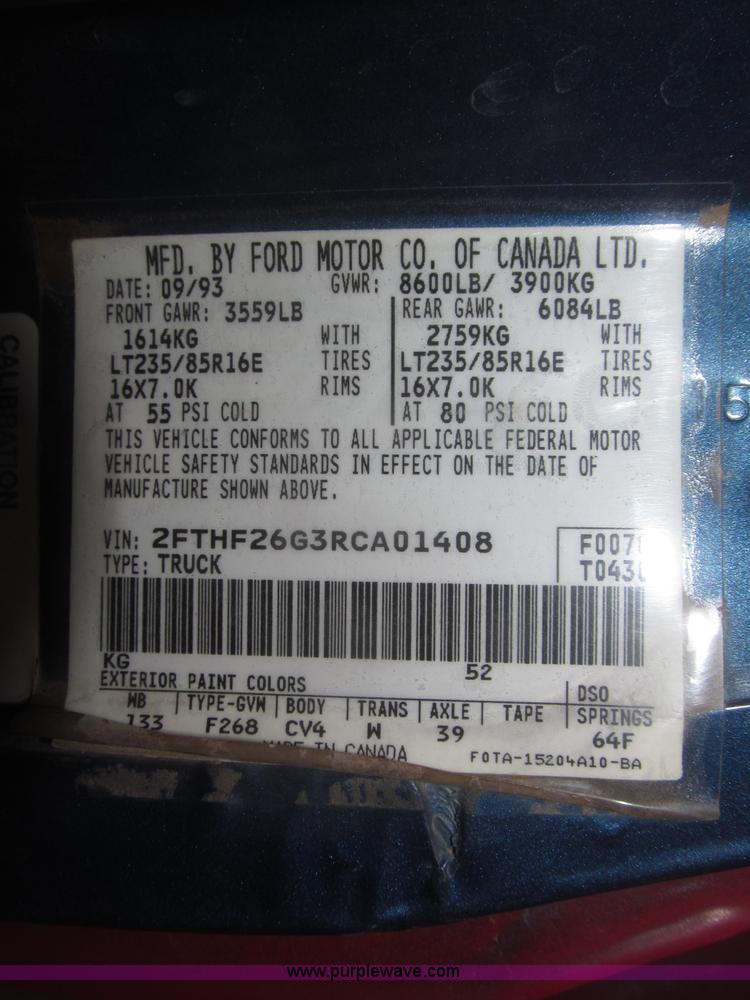 MFD. BY FORD MOTOR CO. OF CANADA LTD.
DATE: 09/93 GVWR: 8600LB/ 3900KG
FRONT GAWR: 3559LB REAR GAWR: 6084LB
1614KG WITH 2759KG WITH
LT235/85R16E TIRES LT235/85R16E TIRES
16X7.0K RIMS 16X7.0K RIMS
AT 55 PSI COLD AT 80 PSI COLD
THIS VEHICLE CONFORMS TO ALL APPLICABLE FEDERAL MOTOR
VEHICLE SAFETY STANDARDS IN EFFECT ON THE DATE OF
MANUFACTURE SHOWN ABOVE.
VIN: 2FTHF26G3RCA01408
TYPE: TRUCK
KG 52
EXTERIOR PAINT COLORS DSO
WB TYPE-GVW BODY TRANS AXLE TAPE SPRINGS
133 F268 CV4 W 39 64F
MADE IN CANADA F0TA-15204A10-BA
CALIBRATION
15
www.purplewave.com